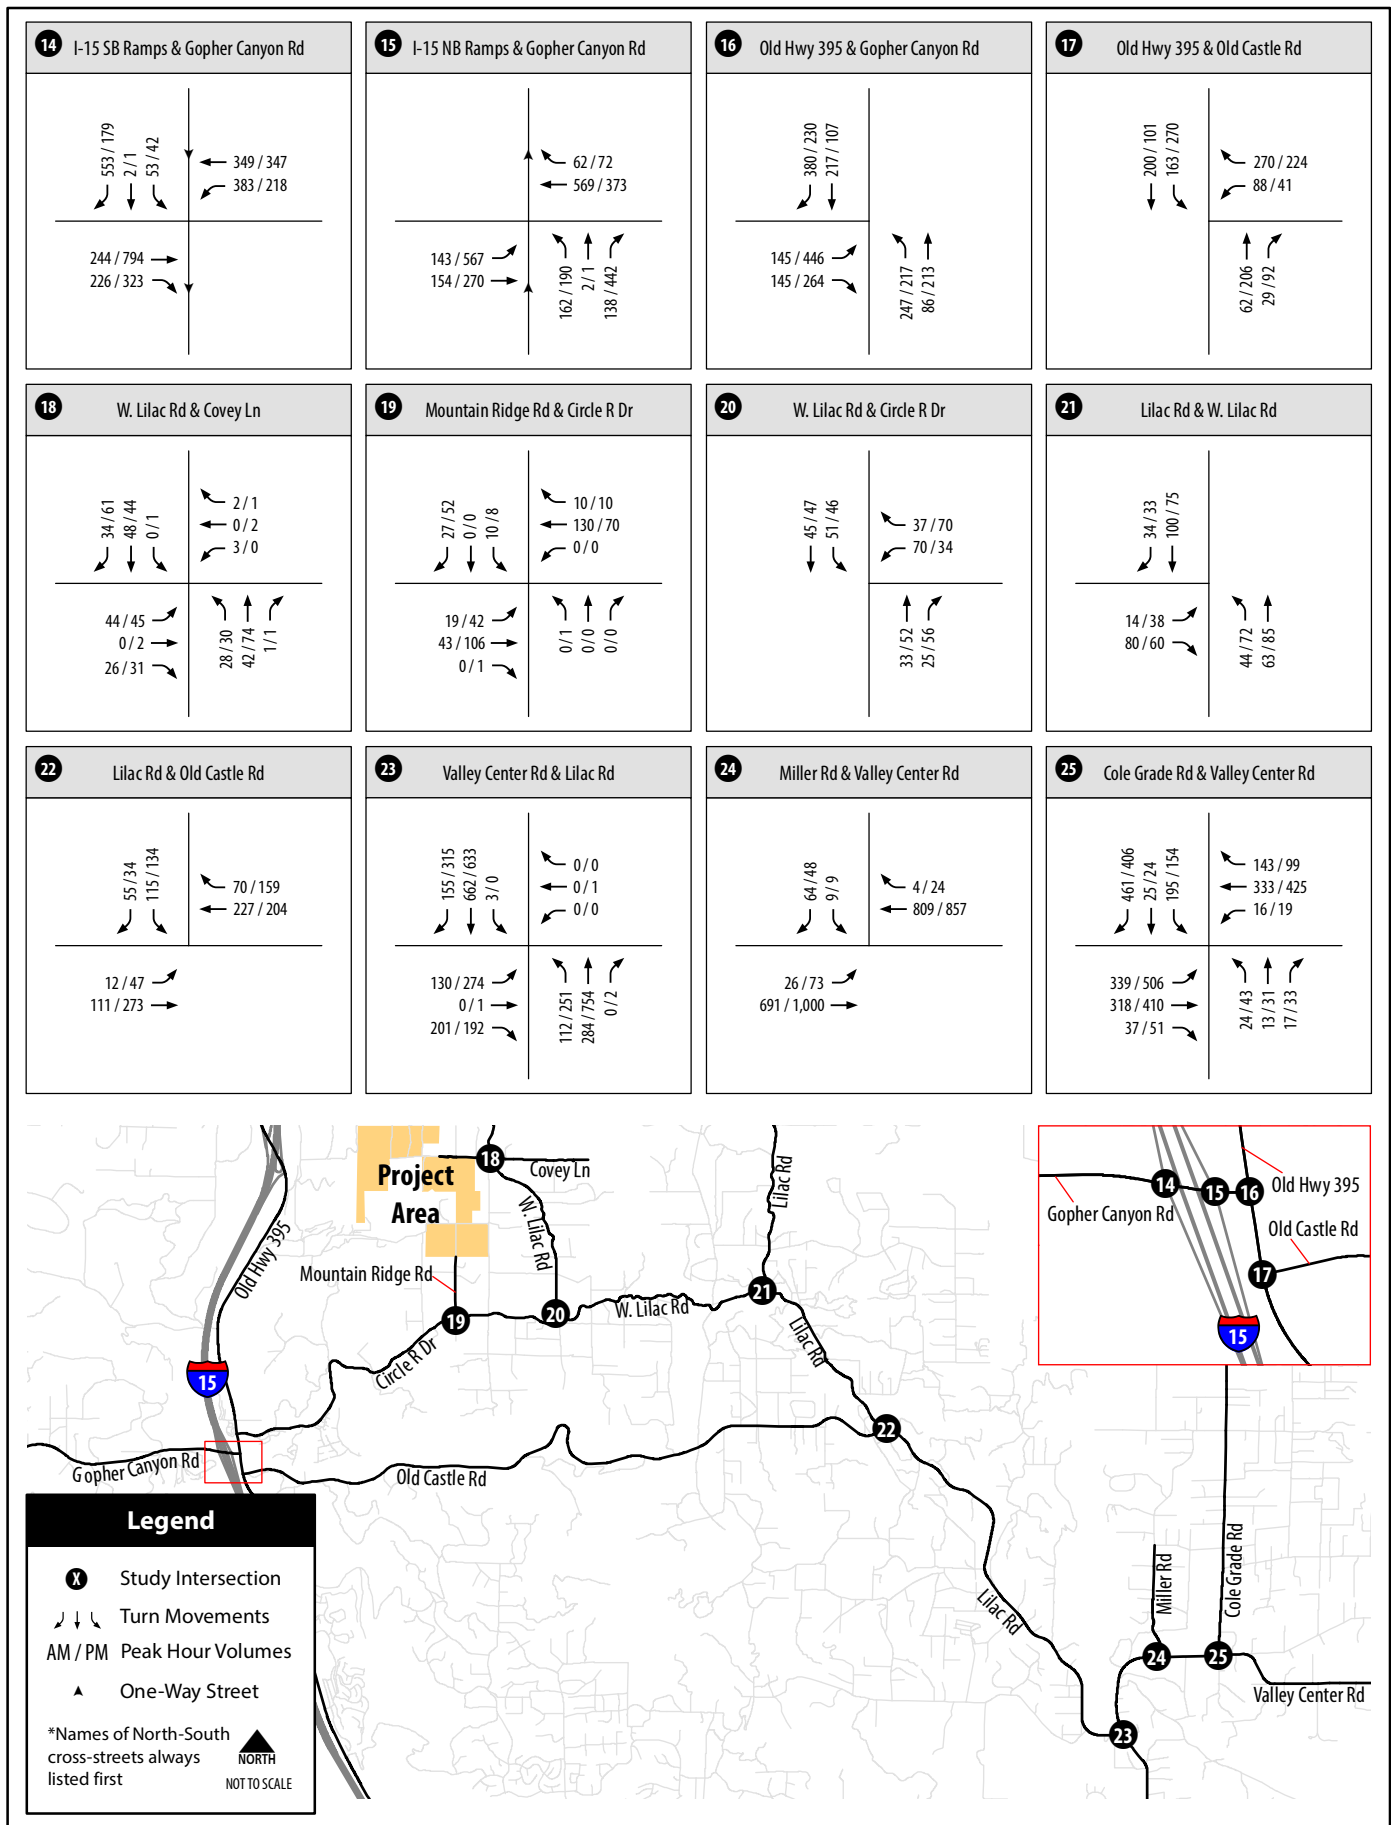 14 I-15 SB Ramps & Gopher Canyon Rd
553 / 179
2 / 1
53 / 42
349 / 347
383 / 218
244 / 794
226 / 323
15 I-15 NB Ramps & Gopher Canyon Rd
62 / 72
569 / 373
143 / 567
154 / 270
162 / 190
2 / 1
138 / 442
16 Old Hwy 395 & Gopher Canyon Rd
380 / 230
217 / 107
145 / 446
145 / 264
247 / 217
86 / 213
17 Old Hwy 395 & Old Castle Rd
200 / 101
163 / 270
270 / 224
88 / 41
62 / 206
29 / 92
18 W. Lilac Rd & Covey Ln
34 / 61
48 / 44
0 / 1
2 / 1
0 / 2
3 / 0
44 / 45
0 / 2
26 / 31
28 / 30
42 / 74
1 / 1
19 Mountain Ridge Rd & Circle R Dr
27 / 52
0 / 0
10 / 8
10 / 10
130 / 70
0 / 0
19 / 42
43 / 106
0 / 1
0 / 1
0 / 0
0 / 0
20 W. Lilac Rd & Circle R Dr
45 / 47
51 / 46
37 / 70
70 / 34
33 / 52
25 / 56
21 Lilac Rd & W. Lilac Rd
34 / 33
100 / 75
14 / 38
80 / 60
44 / 72
63 / 85
22 Lilac Rd & Old Castle Rd
55 / 34
115 / 134
70 / 159
227 / 204
12 / 47
111 / 273
23 Valley Center Rd & Lilac Rd
155 / 315
662 / 633
3 / 0
0 / 0
0 / 1
0 / 0
130 / 274
0 / 1
201 / 192
112 / 251
284 / 754
0 / 2
24 Miller Rd & Valley Center Rd
64 / 48
9 / 9
4 / 24
809 / 857
26 / 73
691 / 1,000
25 Cole Grade Rd & Valley Center Rd
461 / 406
25 / 24
195 / 154
143 / 99
333 / 425
16 / 19
339 / 506
318 / 410
37 / 51
24 / 43
13 / 31
17 / 33
Project
Area
18
Covey Ln
W. Lilac Rd
Lilac Rd
Old Hwy 395
Mountain Ridge Rd
19
20
W. Lilac Rd
21
Lilac Rd
Circle R Dr
15
22
Gopher Canyon Rd
Old Castle Rd
14
15
16
Old Hwy 395
Gopher Canyon Rd
Old Castle Rd
17
15
Lilac Rd
Miller Rd
Cole Grade Rd
24
25
Valley Center Rd
23
Legend
X Study Intersection
Turn Movements
AM / PM Peak Hour Volumes
One-Way Street
*Names of North-South
cross-streets always
listed first
NORTH
NOT TO SCALE